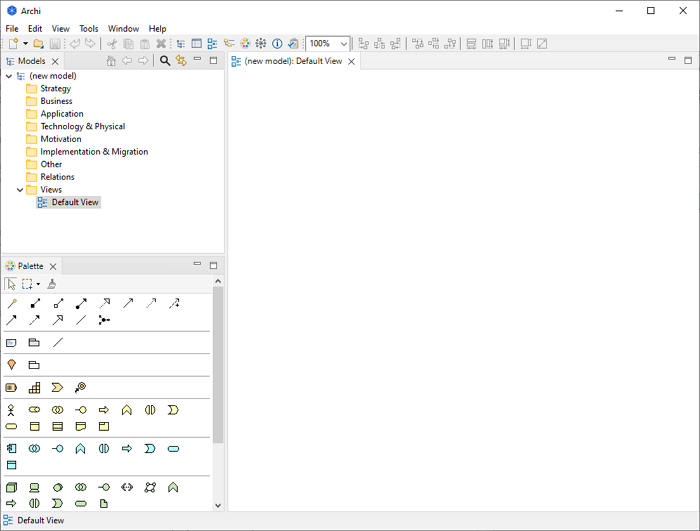 Archi
File Edit View Tools Window Help
100%
Models
(new model): Default View
(new model)
Strategy
Business
Application
Technology & Physical
Motivation
Implementation & Migration
Other
Relations
Views
Default View
Palette
Default View